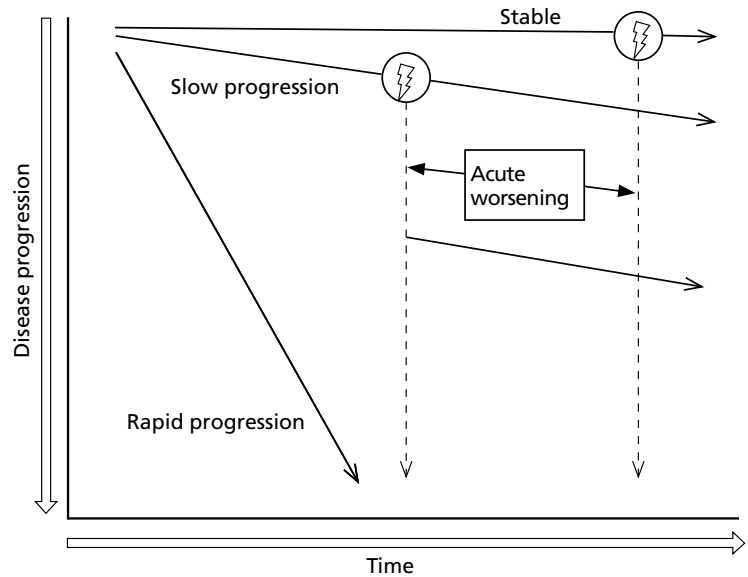 Stable
Slow progression
Acute
worsening
Disease progression
Rapid progression
Time